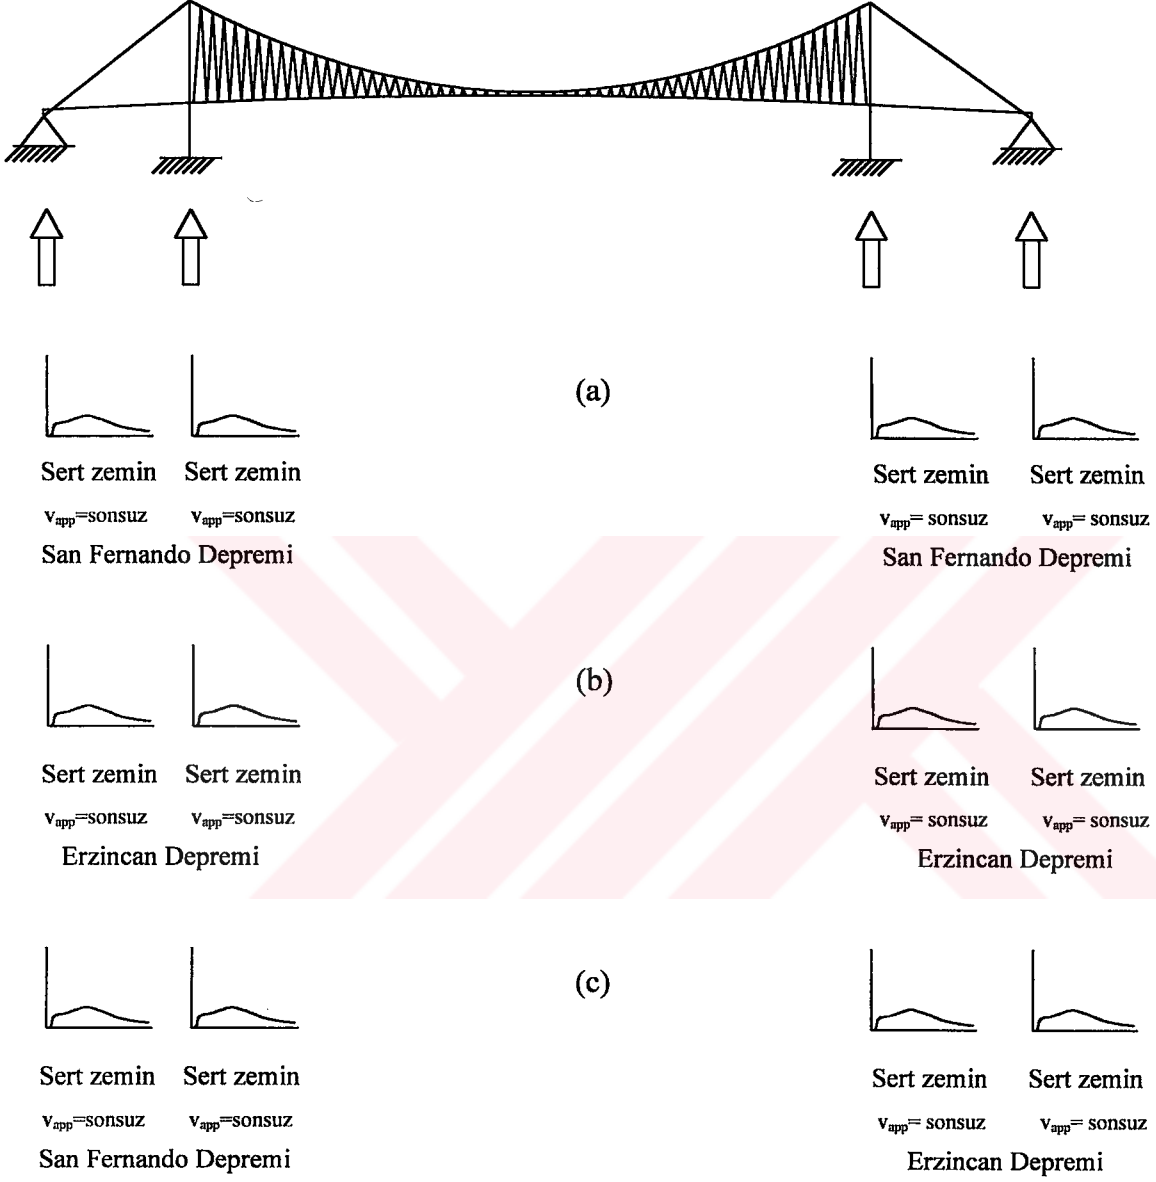 (a)
Sert zemin Sert zemin Sert zemin Sert zemin
vapp=sonsuz vapp=sonsuz vapp= sonsuz vapp= sonsuz
San Fernando Depremi San Fernando Depremi
(b)
Sert zemin Sert zemin Sert zemin Sert zemin
vapp=sonsuz vapp=sonsuz vapp= sonsuz vapp= sonsuz
Erzincan Depremi Erzincan Depremi
(c)
Sert zemin Sert zemin Sert zemin Sert zemin
vapp=sonsuz vapp=sonsuz vapp= sonsuz vapp= sonsuz
San Fernando Depremi Erzincan Depremi